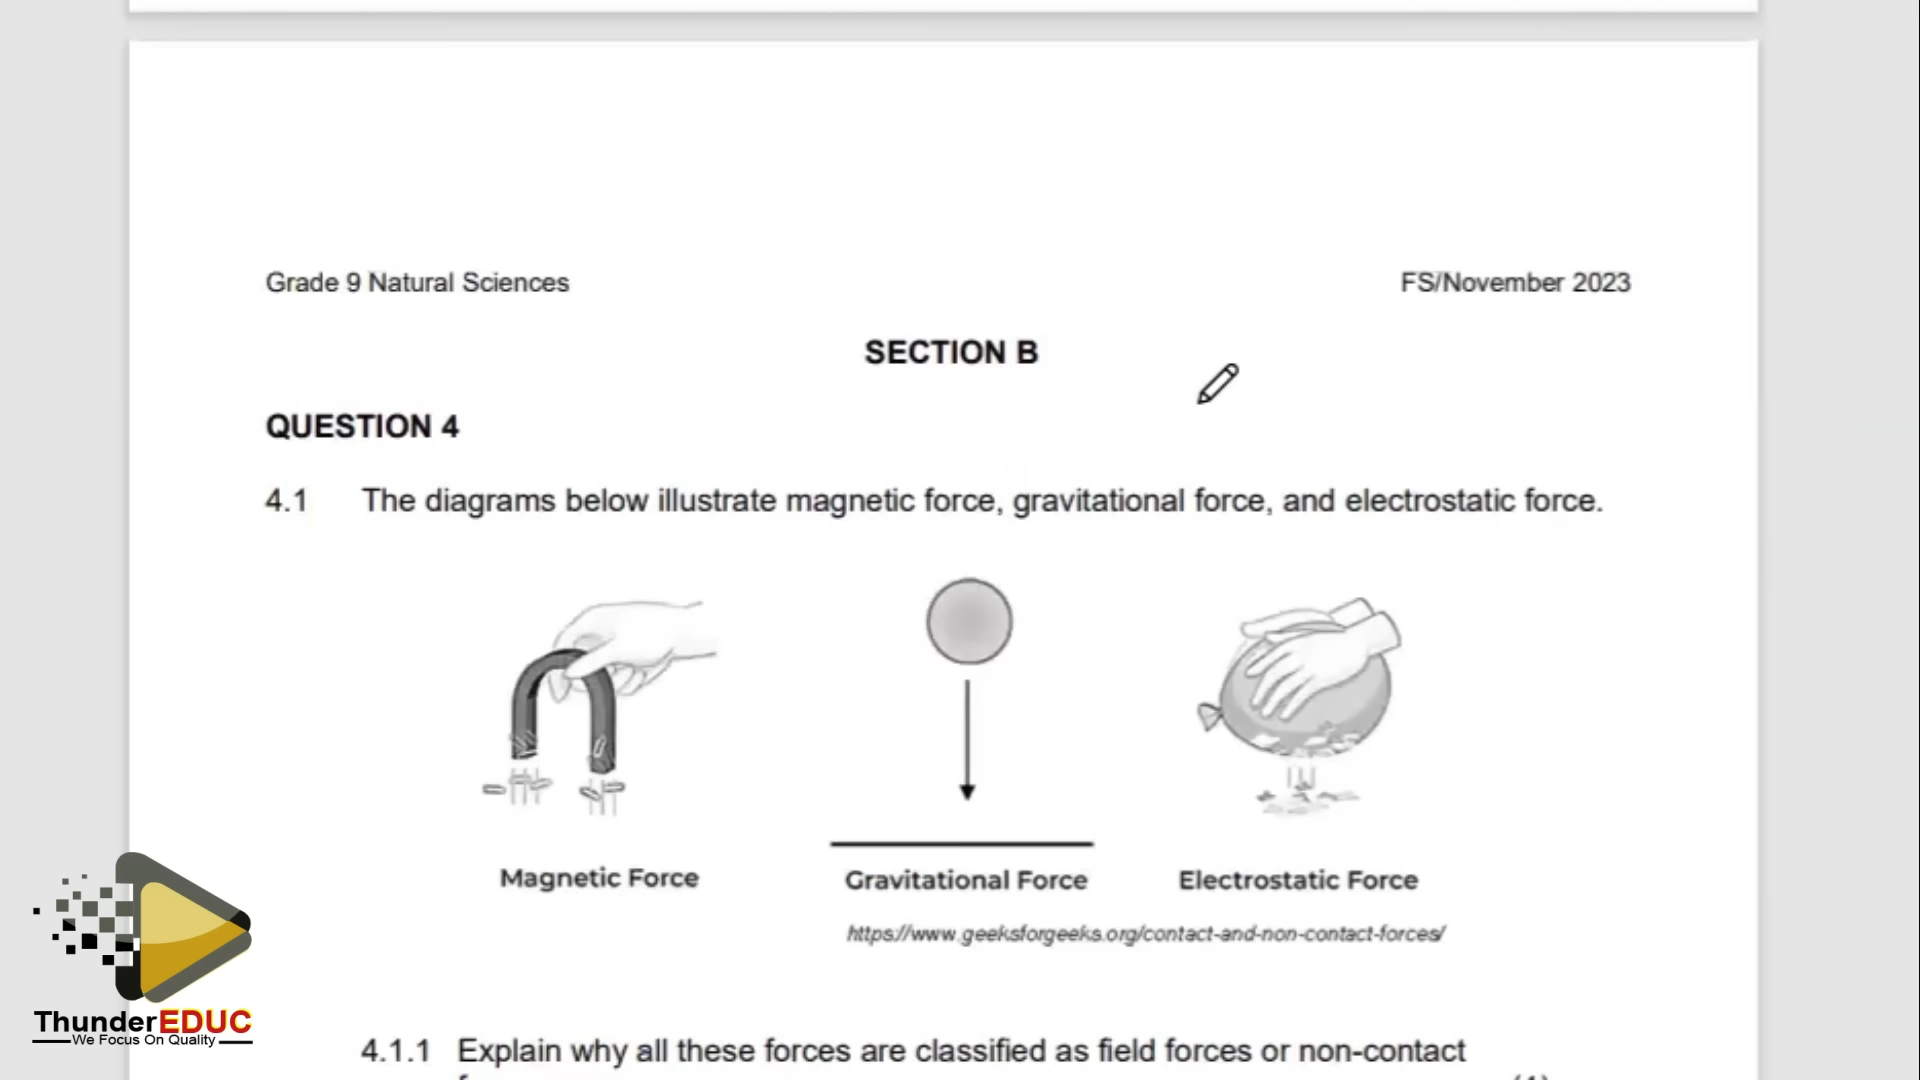 Grade 9 Natural Sciences
FS/November 2023
SECTION B
QUESTION 4
4.1 The diagrams below illustrate magnetic force, gravitational force, and electrostatic force.
Magnetic Force
Gravitational Force
Electrostatic Force
https://www.geeksforgeeks.org/contact-and-non-contact-forces/
4.1.1 Explain why all these forces are classified as field forces or non-contact
ThunderEDUC
We Focus On Quality